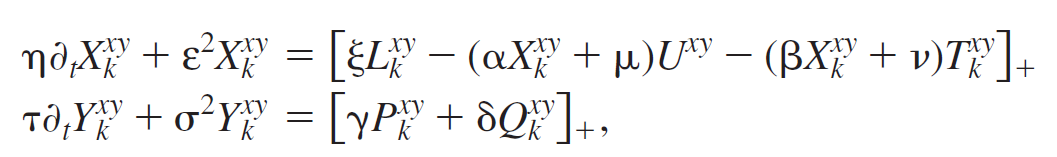 η∂ₜXₖˣʸ + ε²Xₖˣʸ = [ξLₖˣʸ − (αXₖˣʸ + μ)Uˣʸ − (βXₖˣʸ + ν)Tₖˣʸ]₊
τ∂ₜYₖˣʸ + σ²Yₖˣʸ = [γPₖˣʸ + δQₖˣʸ]₊,